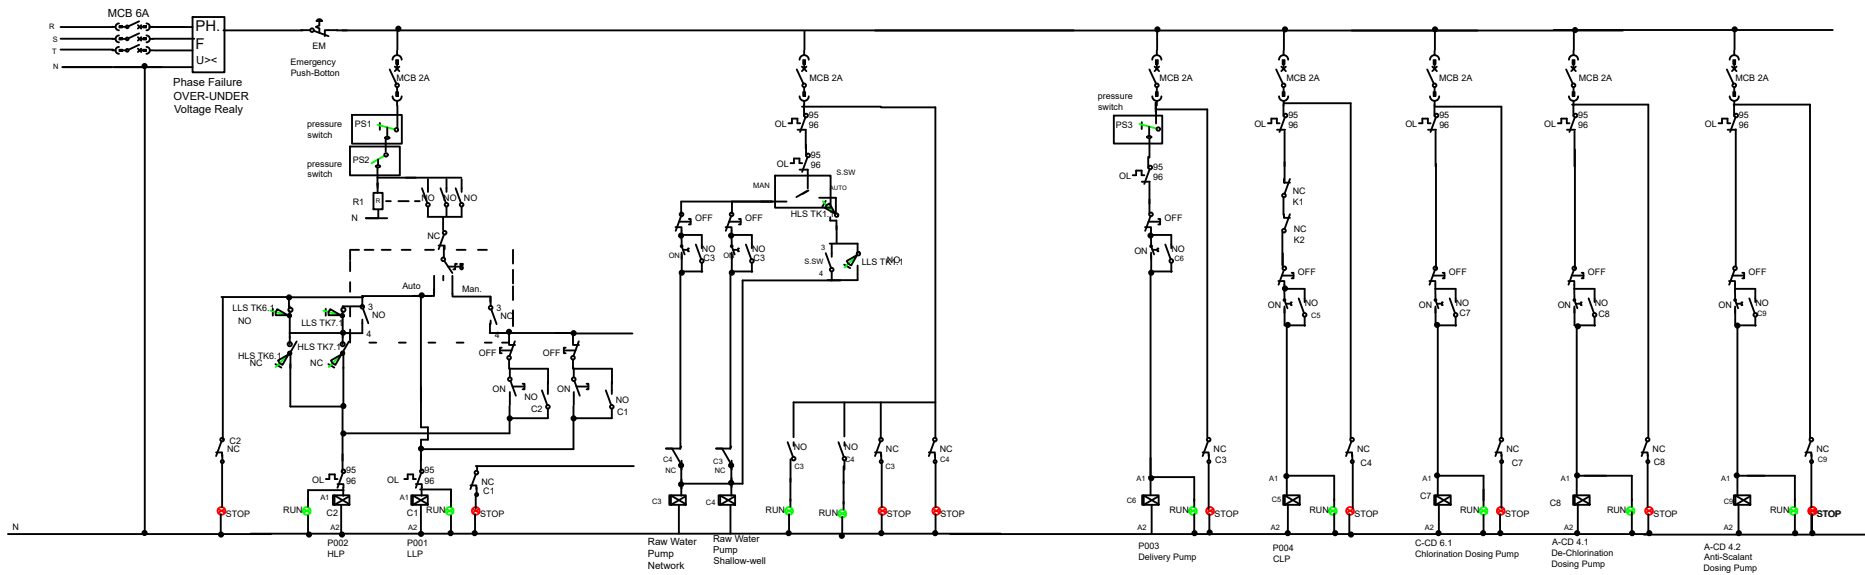 MCB 6A
R
S
T
N
PH.
F
U><
Phase Failure
OVER-UNDER
Voltage Realy
EM
Emergency
Push-Botton
MCB 2A
pressure
switch
PS1
pressure
switch
PS2
R1
R
N
NO
NO
NO
NC
Auto
Man.
LLS TK6.1
NO
LLS TK7.1
3
NO
4
3
NO
4
HLS TK6.1
NC
HLS TK7.1
NC
OFF
OFF
ON
NO
C2
ON
NO
C1
C2
NC
OL
95
96
OL
95
96
NC
C1
STOP
RUN
A1
C2
A2
A1
C1
A2
RUN
STOP
N
P002
HLP
P001
LLP
MCB 2A
OL
95
96
OL
95
96
S.SW
MAN
AUTO
HLS TK1.1
OFF
OFF
ON
NO
C3
ON
NO
C3
3
S.SW
4
LLS TK1.1
NO
C4
NC
C3
NC
NO
C3
NO
C4
NC
C3
NC
C4
C3
C4
RUN
RUN
STOP
STOP
Raw Water
Pump
Network
Raw Water
Pump
Shallow-well
MCB 2A
pressure
switch
PS3
OL
95
96
OFF
ON
NO
C6
NC
C3
A1
C6
A2
RUN
STOP
P003
Delivery Pump
MCB 2A
OL
95
96
NC
K1
NC
K2
OFF
ON
NO
C5
NC
C4
A1
C5
A2
RUN
STOP
P004
CLP
MCB 2A
OL
95
96
OFF
ON
NO
C7
NC
C7
A1
C7
A2
RUN
STOP
C-CD 6.1
Chlorination Dosing Pump
MCB 2A
OL
95
96
OFF
ON
NO
C8
NC
C8
A1
C8
A2
RUN
STOP
A-CD 4.1
De-Chlorination
Dosing Pump
MCB 2A
OL
95
96
OFF
ON
NO
C9
NC
C9
A1
C9
A2
RUN
STOP
A-CD 4.2
Anti-Scalant
Dosing Pump